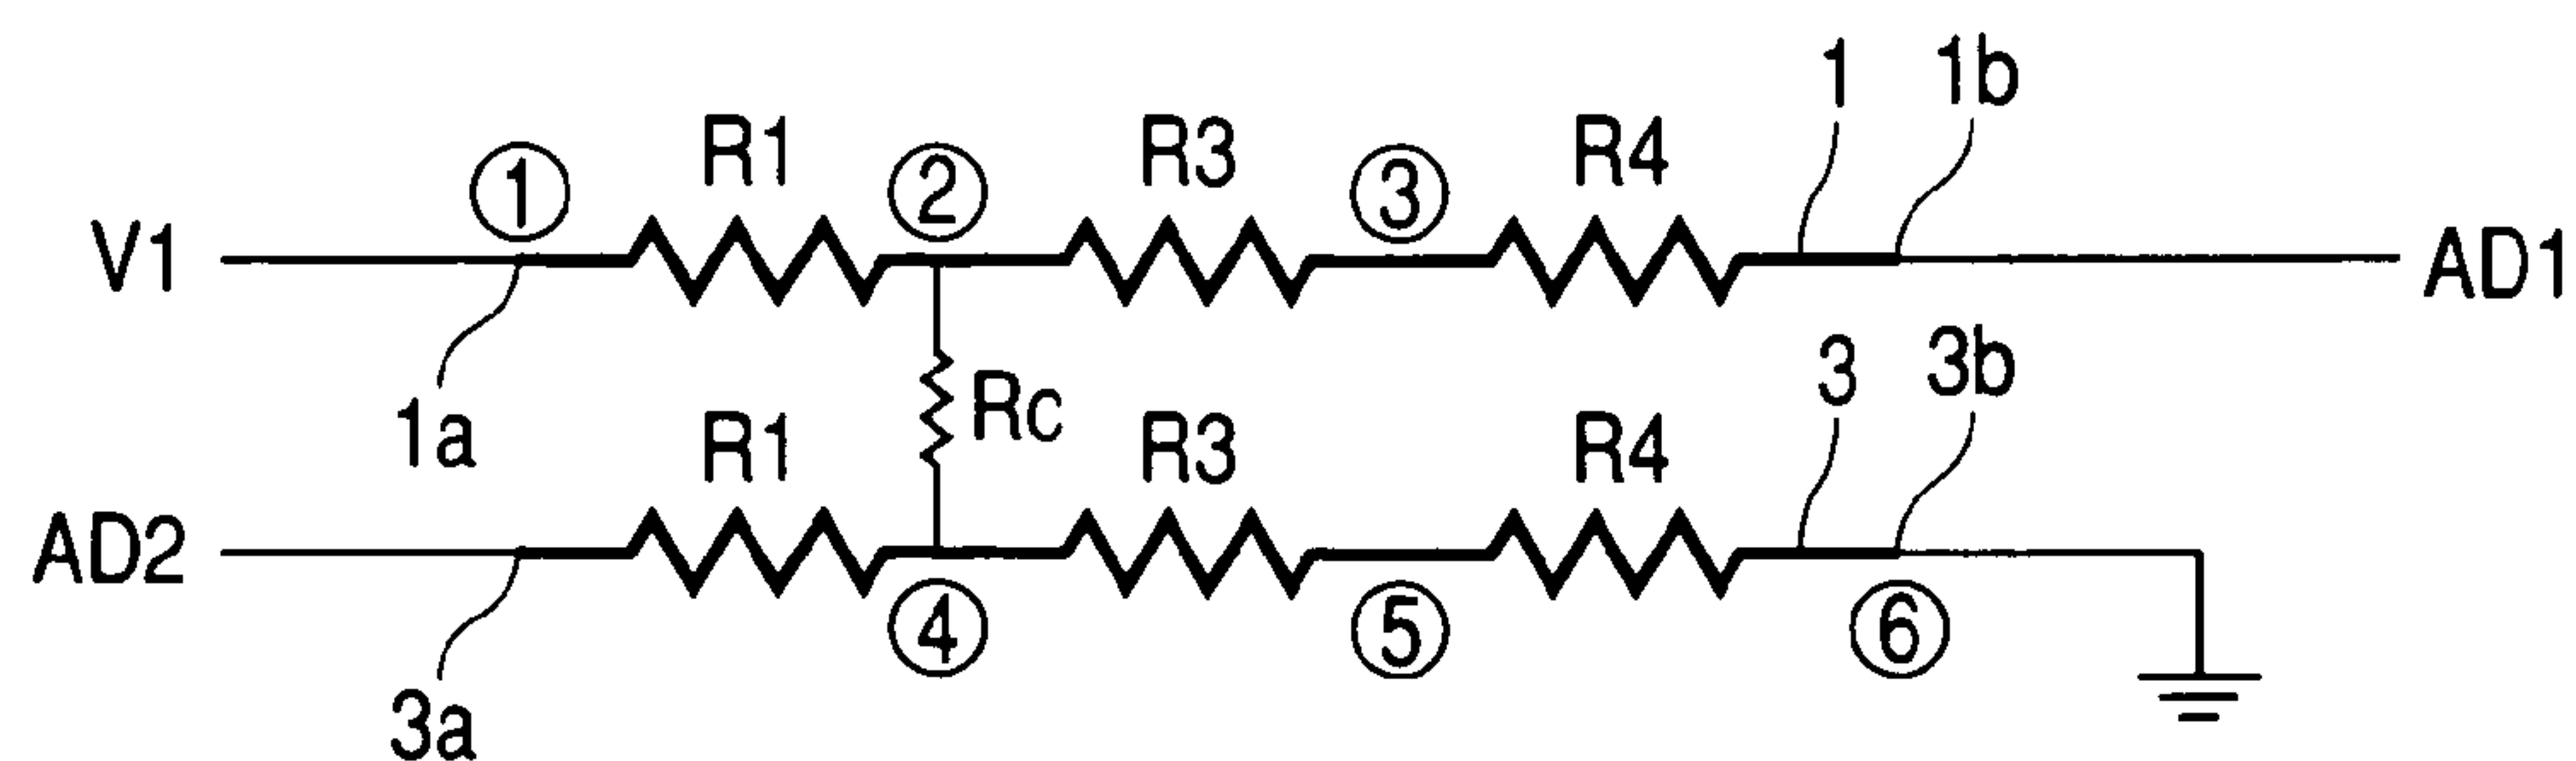 1 1b
R1 R3 R4
① ② ③
V1 AD1
1a
RC
3 3b
R1 R3 R4
AD2
④ ⑤ ⑥
3a